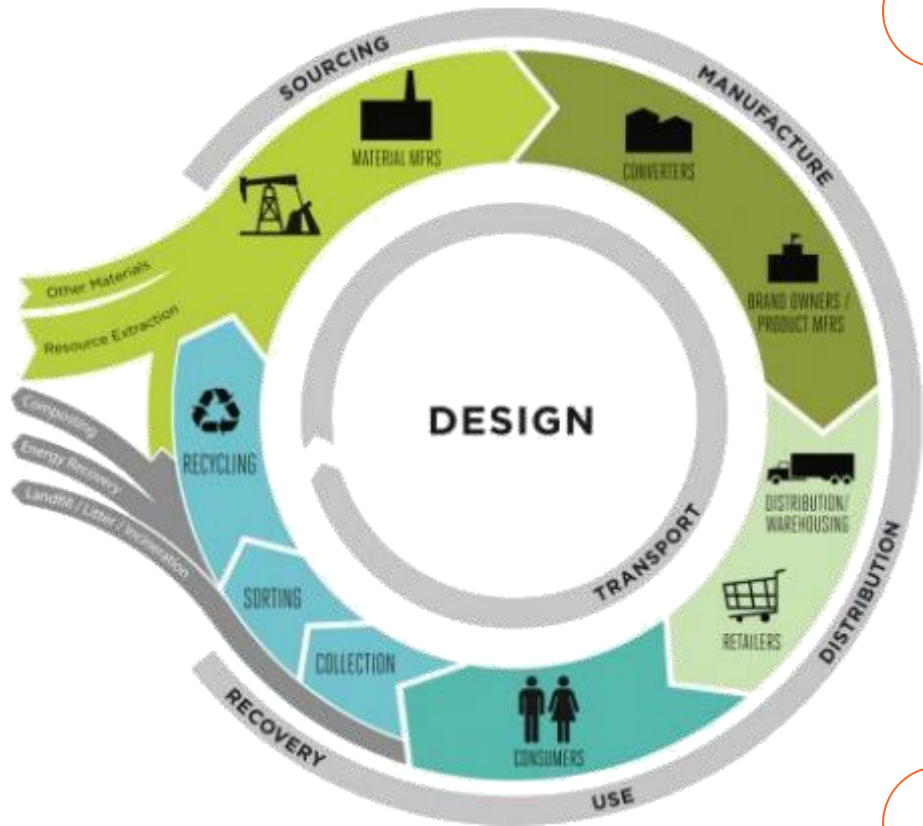 SOURCING
MANUFACTURE
MATERIAL MFRS
CONVERTERS
Other Materials
Resource Extraction
BRAND OWNERS /
PRODUCT MFRS
Composting
Energy Recovery
Landfill / Litter / Incineration
RECYCLING
DESIGN
DISTRIBUTION/
WAREHOUSING
TRANSPORT
DISTRIBUTION
SORTING
RETAILERS
COLLECTION
RECOVERY
CONSUMERS
USE